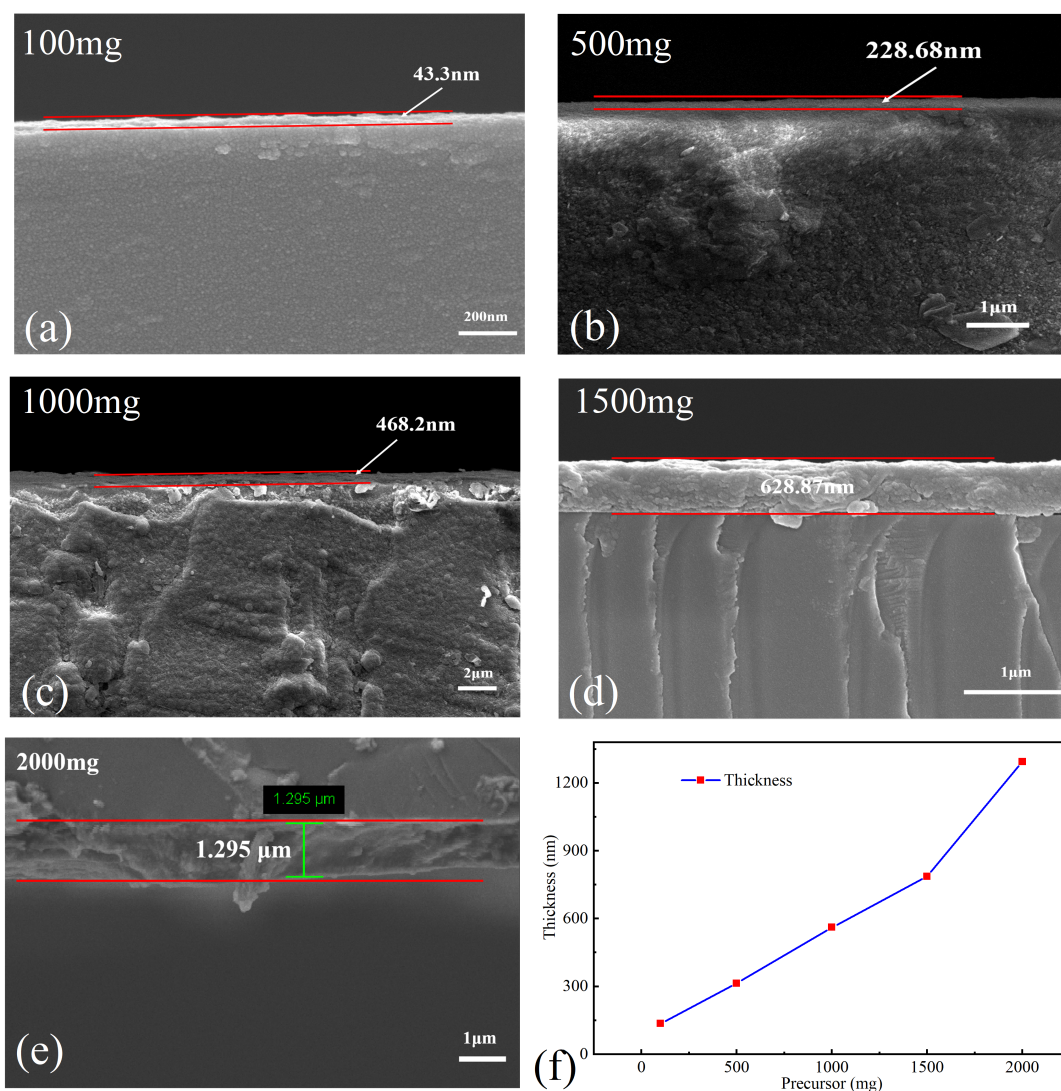 100mg
43.3nm
(a)
200nm
500mg
228.68nm
(b)
1μm
1000mg
468.2nm
(c)
2μm
1500mg
628.87nm
(d)
1μm
2000mg
1.295 μm
1.295 μm
(e)
1μm
Thickness
Thickness (nm)
1200
900
600
300
0
0 500 1000 1500 2000
Precursor (mg)
(f)